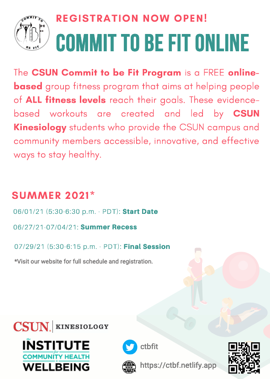 COMMIT TO
BE FIT
REGISTRATION NOW OPEN!
COMMIT TO BE FIT ONLINE
The CSUN Commit to be Fit Program is a FREE online-
based group fitness program that aims at helping people
of ALL fitness levels reach their goals. These evidence-
based workouts are created and led by CSUN
Kinesiology students who provide the CSUN campus and
community members accessible, innovative, and effective
ways to stay healthy.
SUMMER 2021*
06/01/21 (5:30-6:30 p.m. - PDT): Start Date
06/27/21-07/04/21: Summer Recess
07/29/21 (5:30-6:15 p.m. - PDT): Final Session
*Visit our website for full schedule and registration.
CSUN. KINESIOLOGY
INSTITUTE
COMMUNITY HEALTH
WELLBEING
ctbfit
https://ctbf.netlify.app